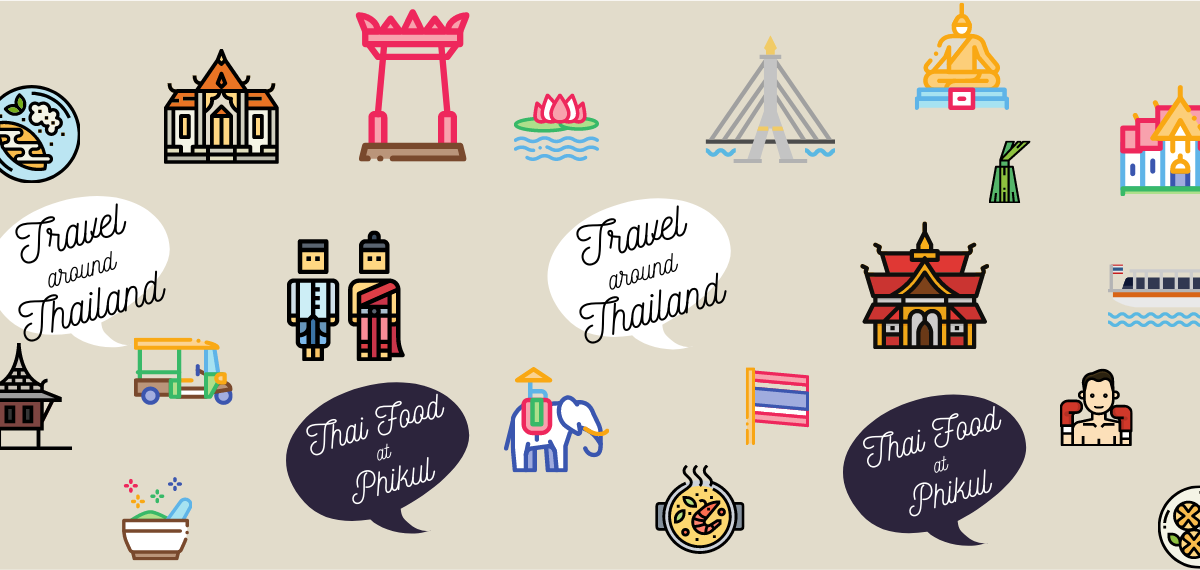 Travel
around
Thailand
Travel
around
Thailand
Thai Food
at
Phikul
Thai Food
at
Phikul